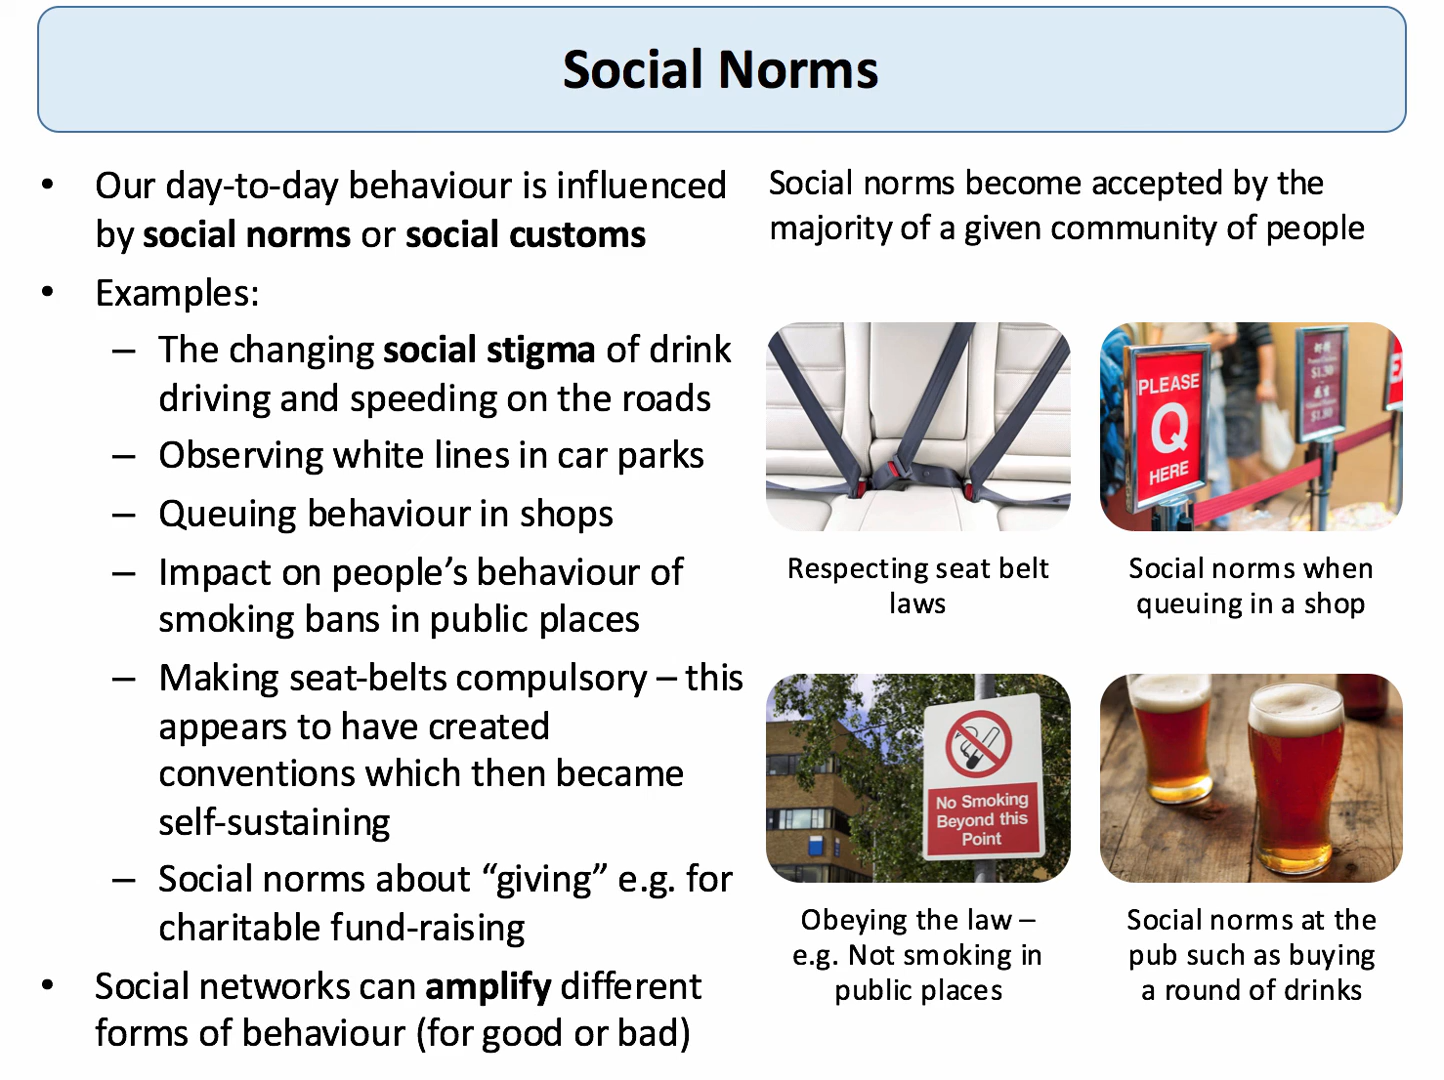 Social Norms
• Our day-to-day behaviour is influenced
by social norms or social customs
• Examples:
– The changing social stigma of drink
driving and speeding on the roads
– Observing white lines in car parks
– Queuing behaviour in shops
– Impact on people’s behaviour of
smoking bans in public places
– Making seat-belts compulsory – this
appears to have created
conventions which then became
self-sustaining
– Social norms about “giving” e.g. for
charitable fund-raising
• Social networks can amplify different
forms of behaviour (for good or bad)
Social norms become accepted by the
majority of a given community of people
PLEASE
Q
HERE
$1.30
$1.80
Respecting seat belt
laws
Social norms when
queuing in a shop
No Smoking
Beyond this
Point
Obeying the law –
e.g. Not smoking in
public places
Social norms at the
pub such as buying
a round of drinks